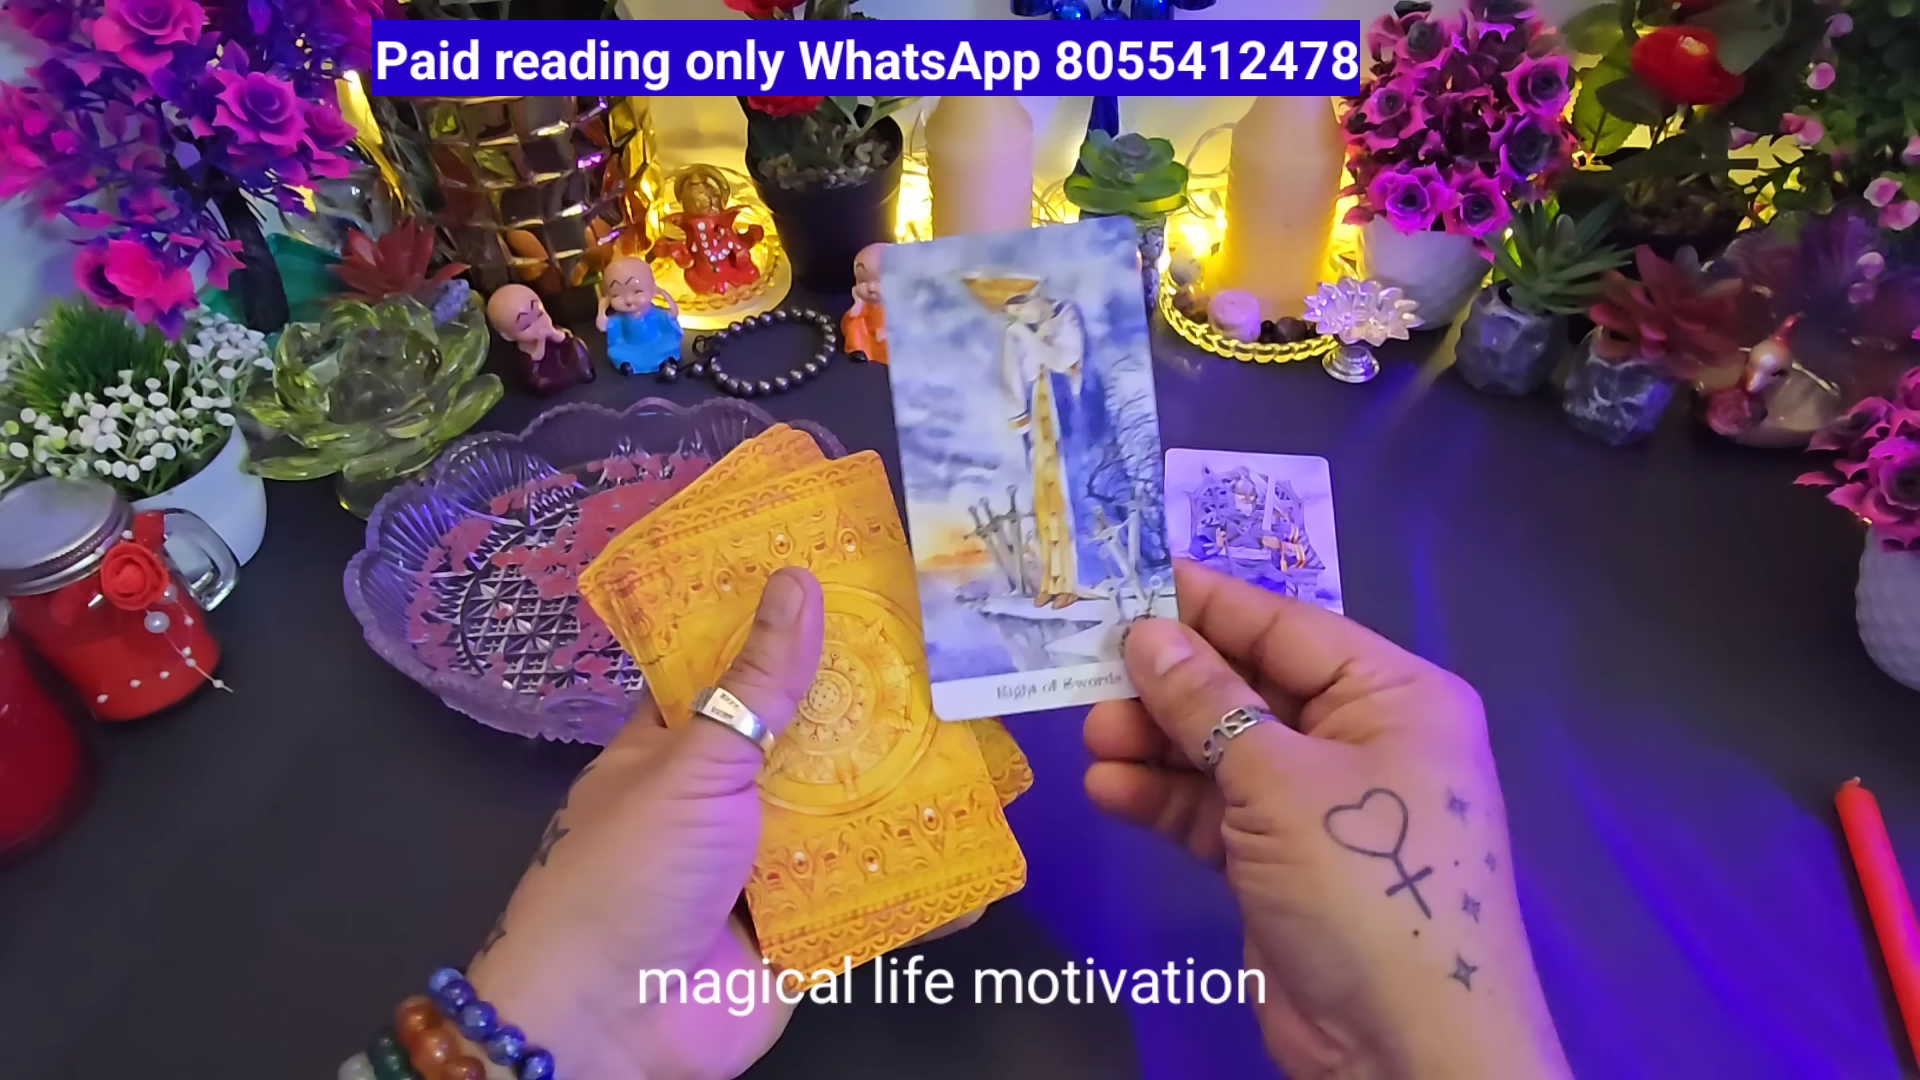 Paid reading only WhatsApp 8055412478
Eight of Swords
magical life motivation